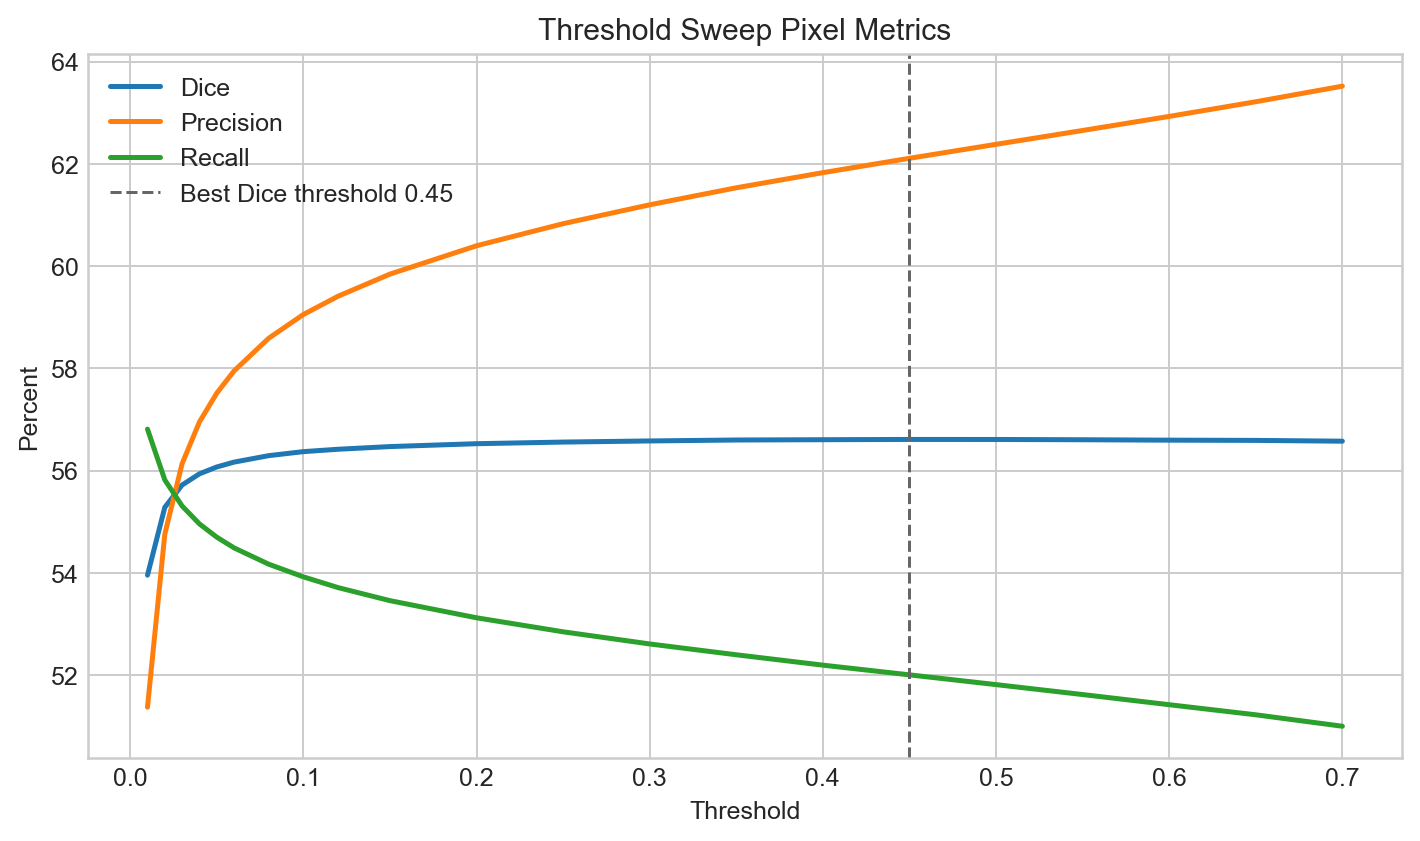 Threshold Sweep Pixel Metrics
64
62
60
58
56
54
52
Percent
Dice
Precision
Recall
Best Dice threshold 0.45
0.0 0.1 0.2 0.3 0.4 0.5 0.6 0.7
Threshold